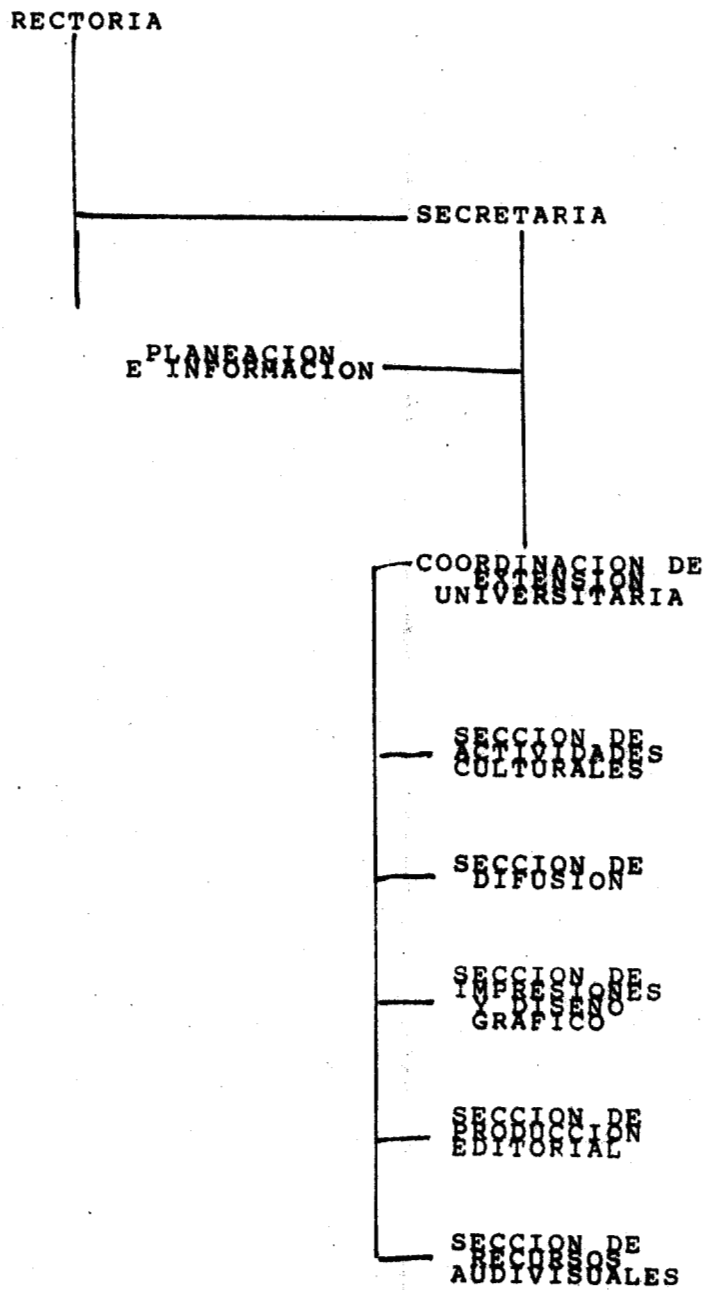 RECTORIA
SECRETARIA
PLANEACION
E INFORMACION
COORDINACION DE
EXTENSION
UNIVERSITARIA
SECCION DE
ACTIVIDADES
CULTURALES
SECCION DE
DIFUSION
SECCION DE
IMPRESIONES
Y DISEÑO
GRAFICO
SECCION DE
PRODUCCION
EDITORIAL
SECCION DE
RECURSOS
AUDIVISUALES